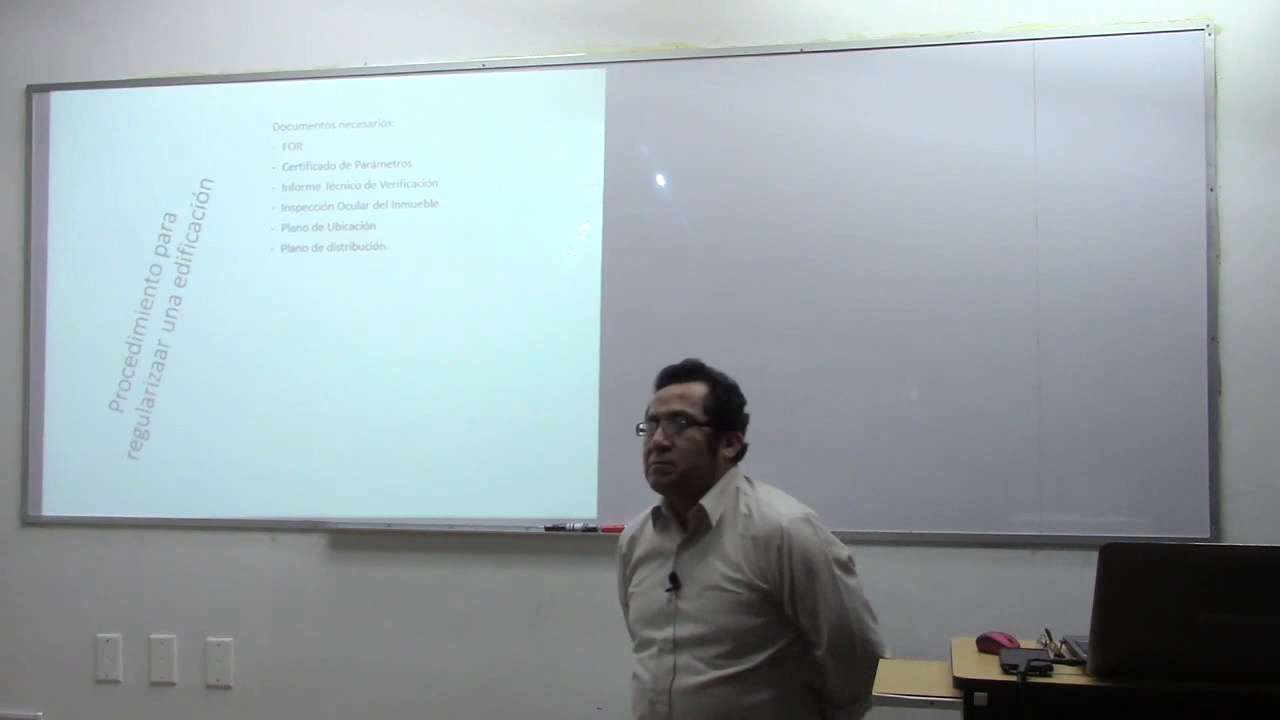 Procedimiento para
regularizaar una edificación
Documentos necesarios:
- FOR
- Certificado de Parámetros
- Informe Técnico de Verificación
- Inspección Ocular del Inmueble.
- Plano de Ubicación
- Plano de distribución.